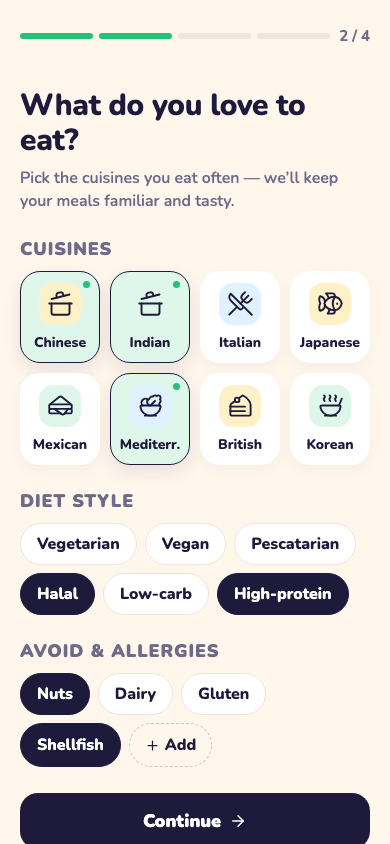 2 / 4
What do you love to
eat?
Pick the cuisines you eat often — we'll keep
your meals familiar and tasty.
CUISINES
Chinese Indian Italian Japanese
Mexican Mediterr. British Korean
DIET STYLE
Vegetarian Vegan Pescatarian
Halal Low-carb High-protein
AVOID & ALLERGIES
Nuts Dairy Gluten
Shellfish + Add
Continue →